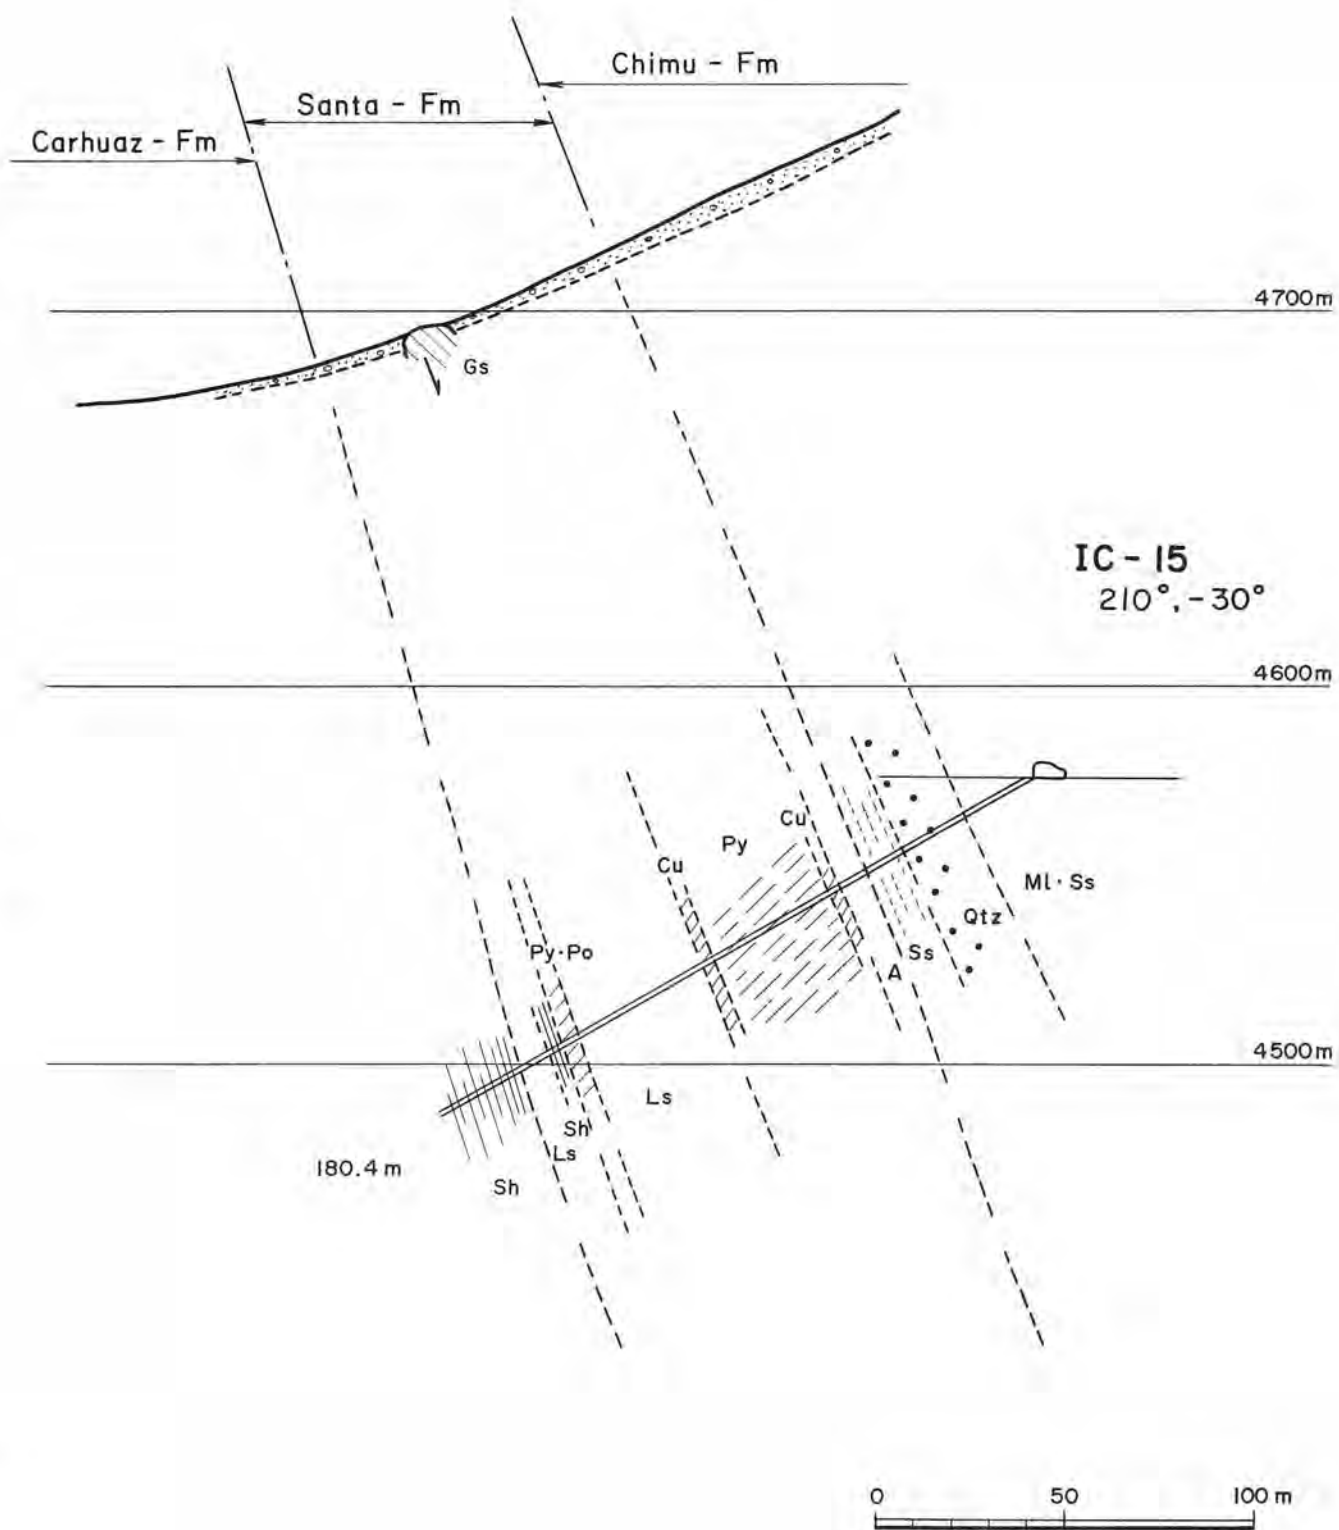 Chimu - Fm
Santa - Fm
Carhuaz - Fm
4700m
Gs
IC - 15
210°, -30°
4600m
Cu
Py
Cu
Ml · Ss
Qtz
Py · Po
Ss
A
4500m
Ls
Sh
Ls
180.4 m
Sh
0 50 100 m